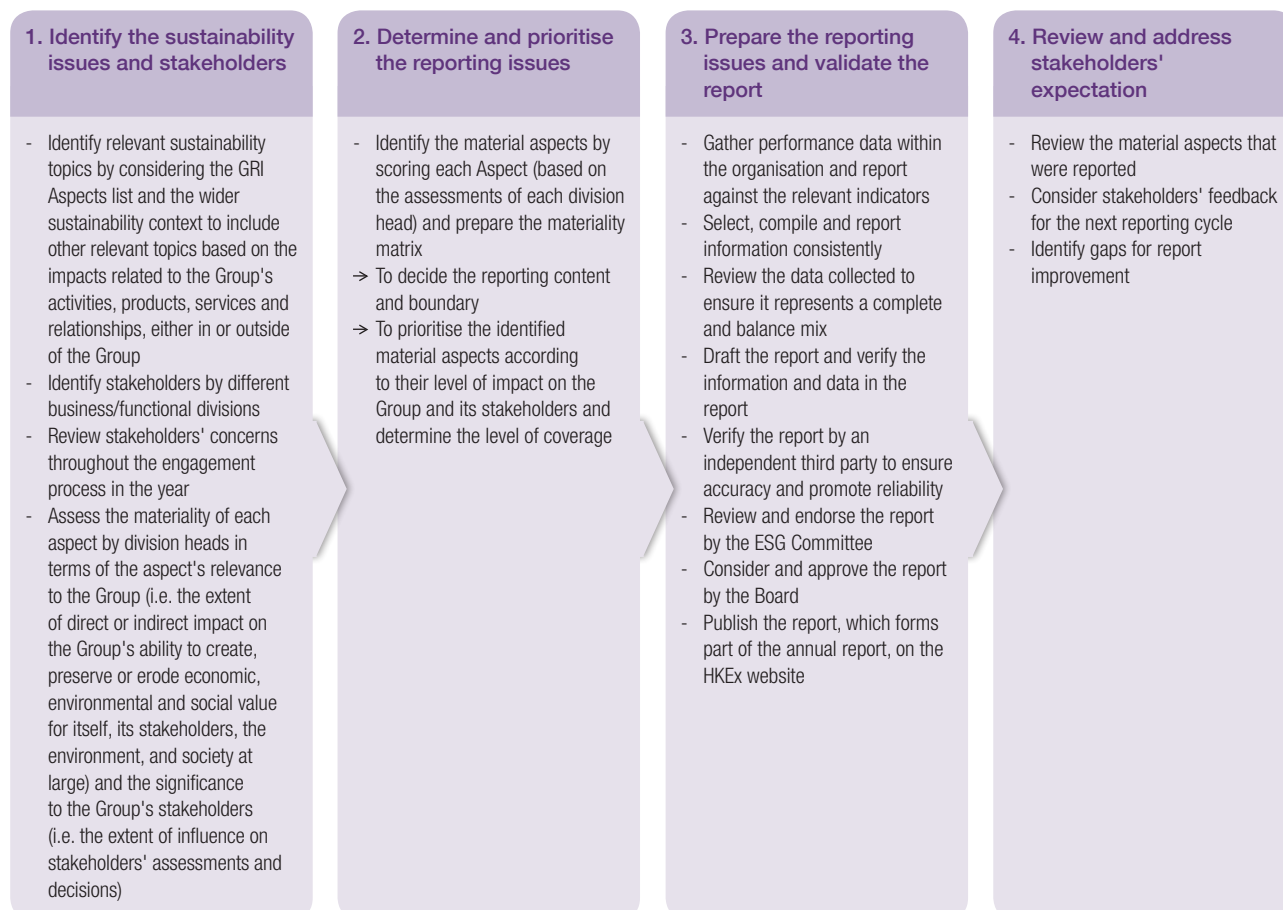 1. Identify the sustainability
issues and stakeholders
- Identify relevant sustainability
topics by considering the GRI
Aspects list and the wider
sustainability context to include
other relevant topics based on the
impacts related to the Group's
activities, products, services and
relationships, either in or outside
of the Group
- Identify stakeholders by different
business/functional divisions
- Review stakeholders' concerns
throughout the engagement
process in the year
- Assess the materiality of each
aspect by division heads in
terms of the aspect's relevance
to the Group (i.e. the extent
of direct or indirect impact on
the Group's ability to create,
preserve or erode economic,
environmental and social value
for itself, its stakeholders, the
environment, and society at
large) and the significance
to the Group's stakeholders
(i.e. the extent of influence on
stakeholders' assessments and
decisions)
2. Determine and prioritise
the reporting issues
- Identify the material aspects by
scoring each Aspect (based on
the assessments of each division
head) and prepare the materiality
matrix
→ To decide the reporting content
and boundary
→ To prioritise the identified
material aspects according
to their level of impact on the
Group and its stakeholders and
determine the level of coverage
3. Prepare the reporting
issues and validate the
report
- Gather performance data within
the organisation and report
against the relevant indicators
- Select, compile and report
information consistently
- Review the data collected to
ensure it represents a complete
and balance mix
- Draft the report and verify the
information and data in the
report
- Verify the report by an
independent third party to ensure
accuracy and promote reliability
- Review and endorse the report
by the ESG Committee
- Consider and approve the report
by the Board
- Publish the report, which forms
part of the annual report, on the
HKEx website
4. Review and address
stakeholders'
expectation
- Review the material aspects that
were reported
- Consider stakeholders' feedback
for the next reporting cycle
- Identify gaps for report
improvement